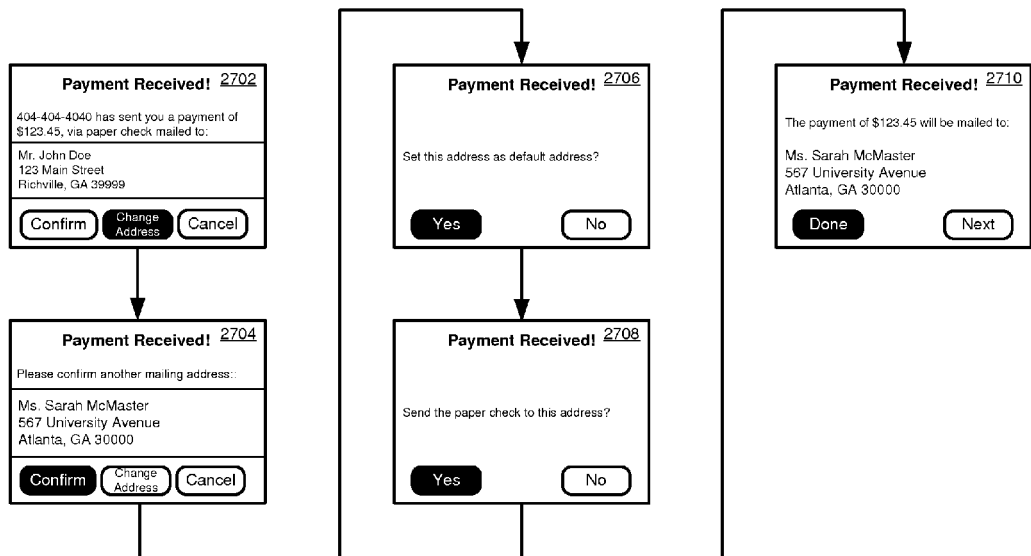 Payment Received! 2702
404-404-4040 has sent you a payment of
$123.45, via paper check mailed to:
Mr. John Doe
123 Main Street
Richville, GA 39999
Confirm
Change
Address
Cancel
Payment Received! 2704
Please confirm another mailing address::
Ms. Sarah McMaster
567 University Avenue
Atlanta, GA 30000
Confirm
Change
Address
Cancel
Payment Received! 2706
Set this address as default address?
Yes No
Payment Received! 2708
Send the paper check to this address?
Yes No
Payment Received! 2710
The payment of $123.45 will be mailed to:
Ms. Sarah McMaster
567 University Avenue
Atlanta, GA 30000
Done Next